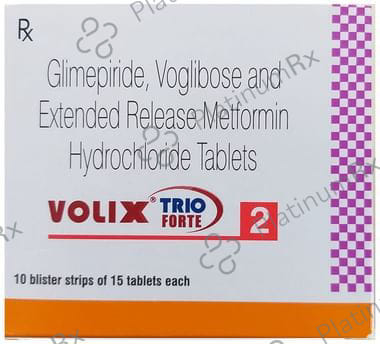 Rx
Glimepiride, Voglibose and
Extended Release Metformin
Hydrochloride Tablets
VOLIX® TRIO
FORTE
2
10 blister strips of 15 tablets each
PlatinumRx